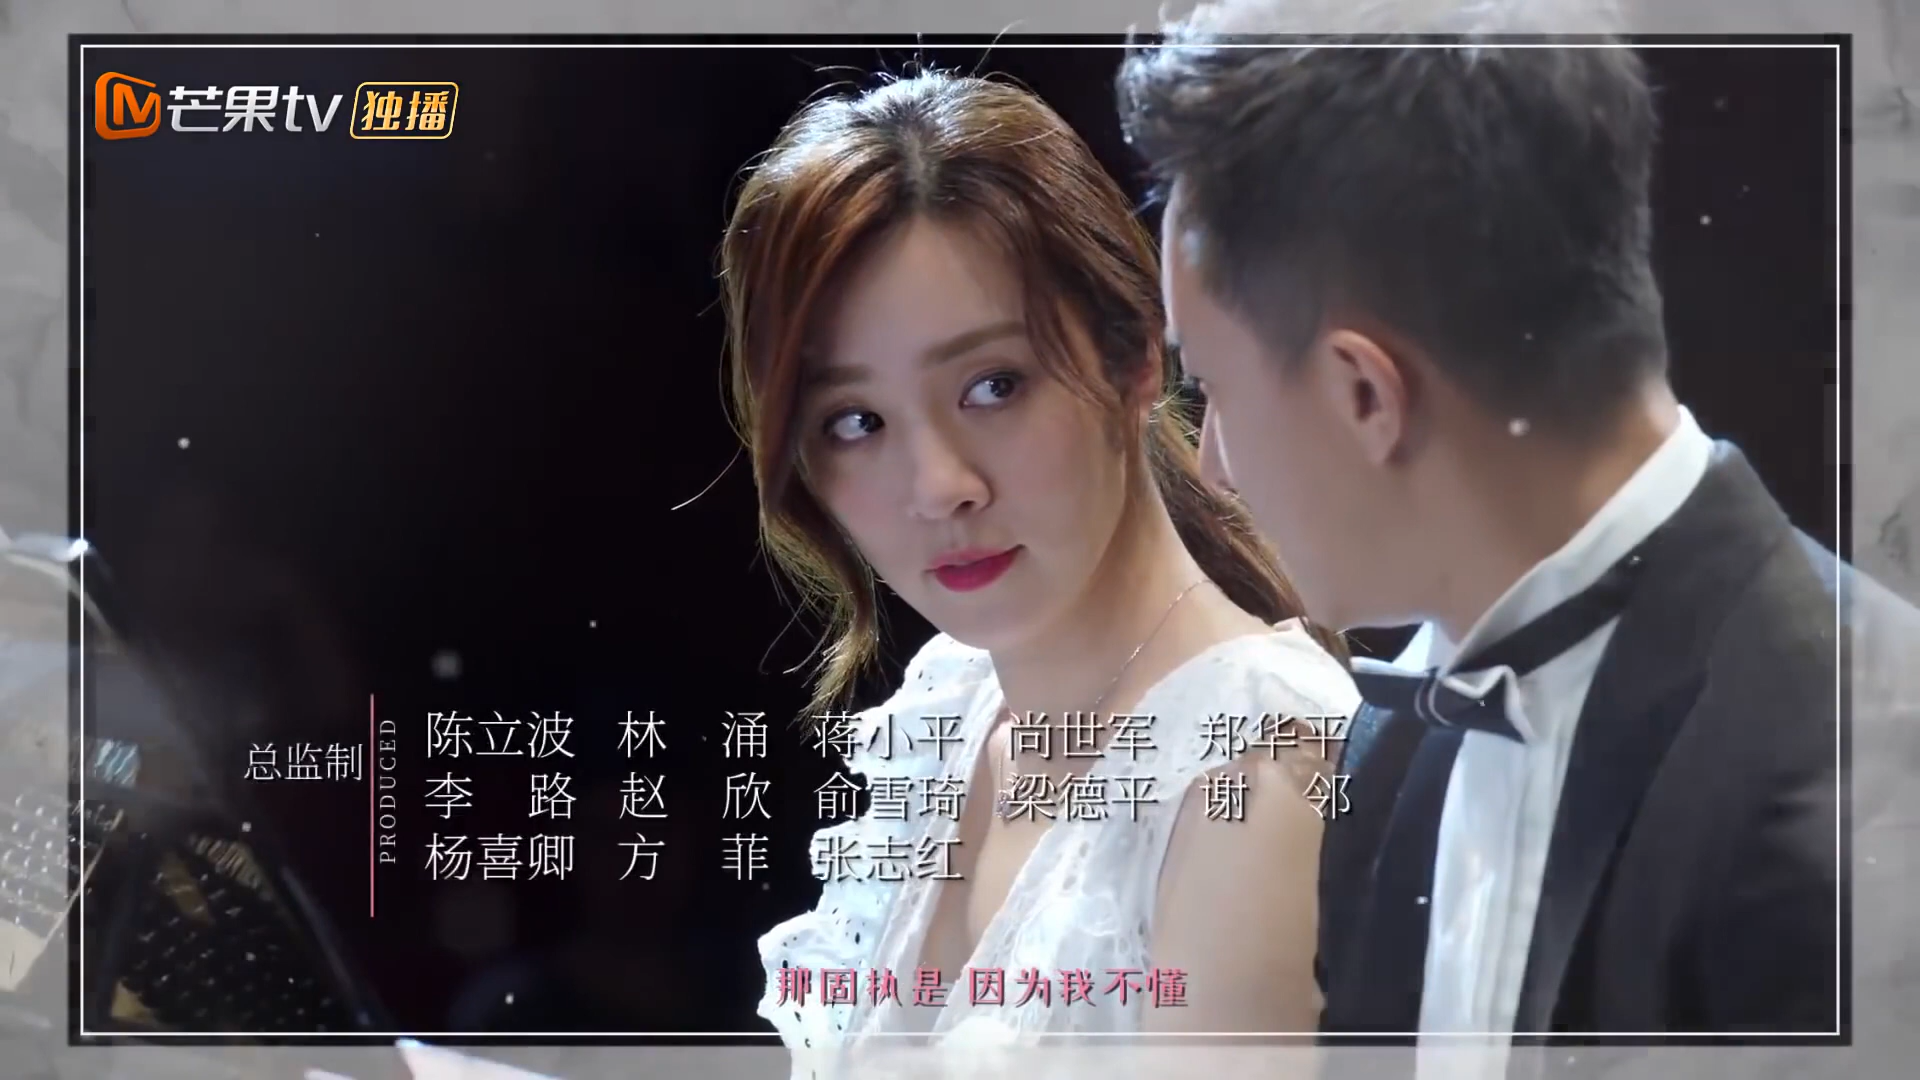 芒果tv 独播
总监制
PRODUCED
陈立波 林涌 蒋小平 尚世军 郑华平
李路 赵欣 俞雪琦 梁德平 谢邻
杨喜卿 方菲 张志红
那固执是 因为我不懂